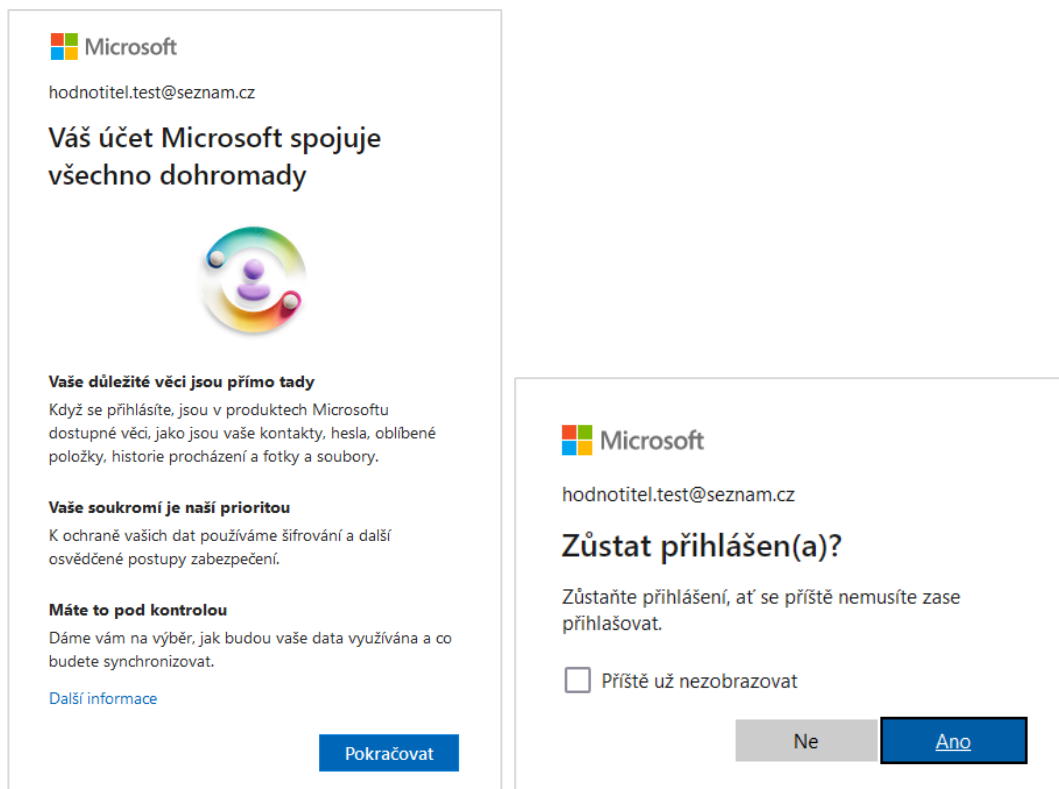 Microsoft
hodnotitel.test@seznam.cz
Váš účet Microsoft spojuje
všechno dohromady
Vaše důležité věci jsou přímo tady
Když se přihlásíte, jsou v produktech Microsoftu
dostupné věci, jako jsou vaše kontakty, hesla, oblíbené
položky, historie procházení a fotky a soubory.
Vaše soukromí je naší prioritou
K ochraně vašich dat používáme šifrování a další
osvědčené postupy zabezpečení.
Máte to pod kontrolou
Dáme vám na výběr, jak budou vaše data využívána a co
budete synchronizovat.
Další informace
Pokračovat
Microsoft
hodnotitel.test@seznam.cz
Zůstat přihlášen(a)?
Zůstaňte přihlášení, ať se příště nemusíte zase
přihlašovat.
Příště už nezobrazovat
Ne
Ano